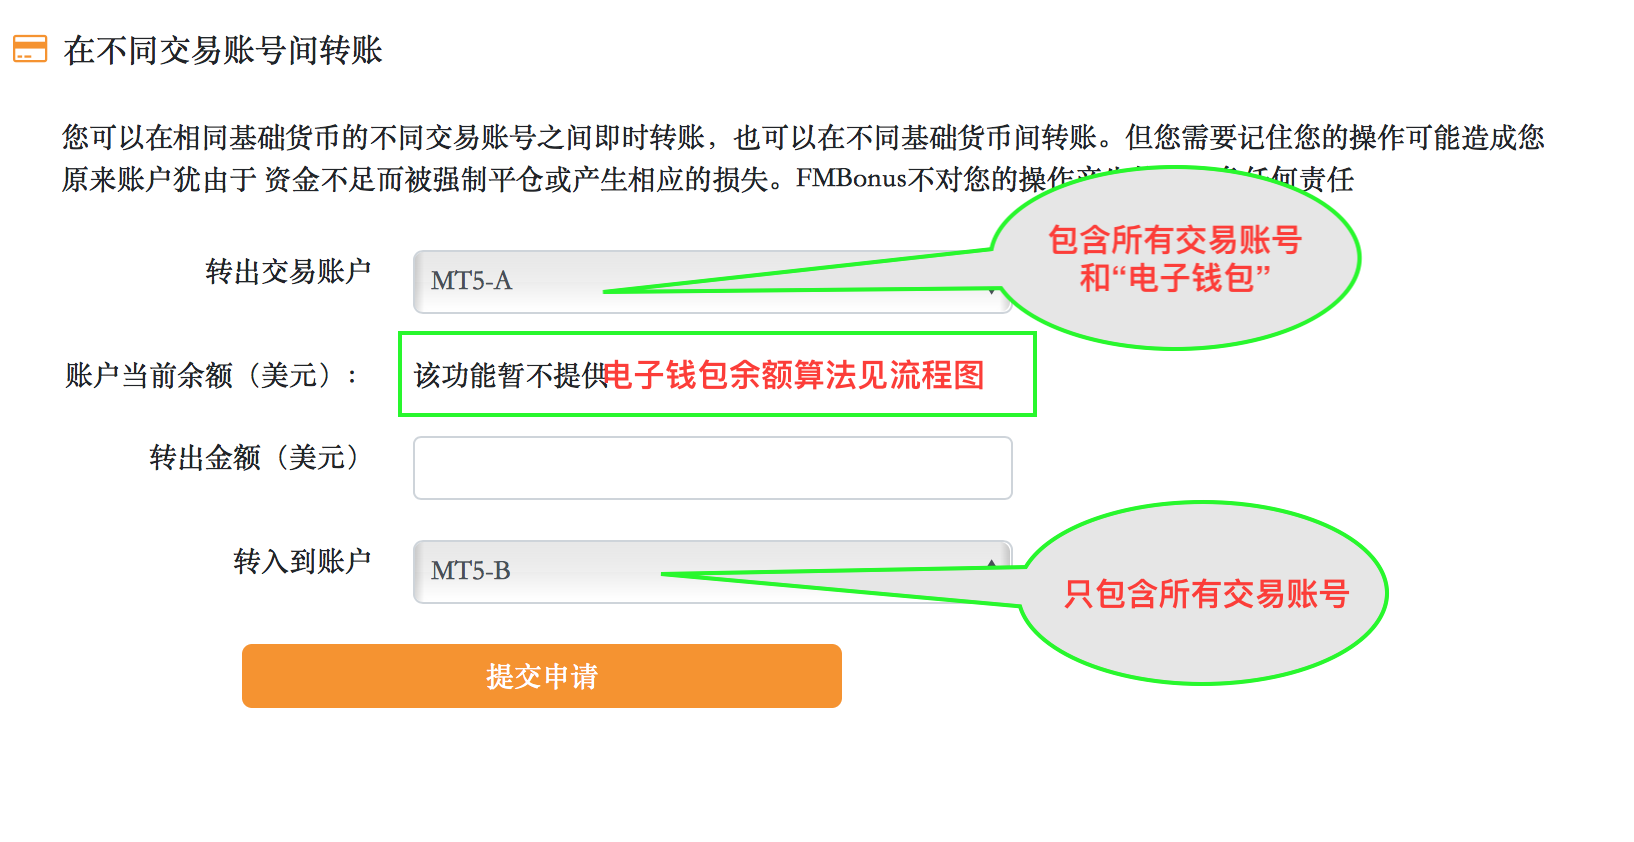 在不同交易账号间转账
您可以在相同基础货币的不同交易账号之间即时转账，也可以在不同基础货币间转账。但您需要记住您的操作可能造成您
原来账户犹由于 资金不足而被强制平仓或产生相应的损失。FMBonus不对您的操作产生 任何责任
包含所有交易账号
和“电子钱包”
转出交易账户
MT5-A
账户当前余额（美元）:
该功能暂不提供电子钱包余额算法见流程图
转出金额（美元）
转入到账户
MT5-B
只包含所有交易账号
提交申请